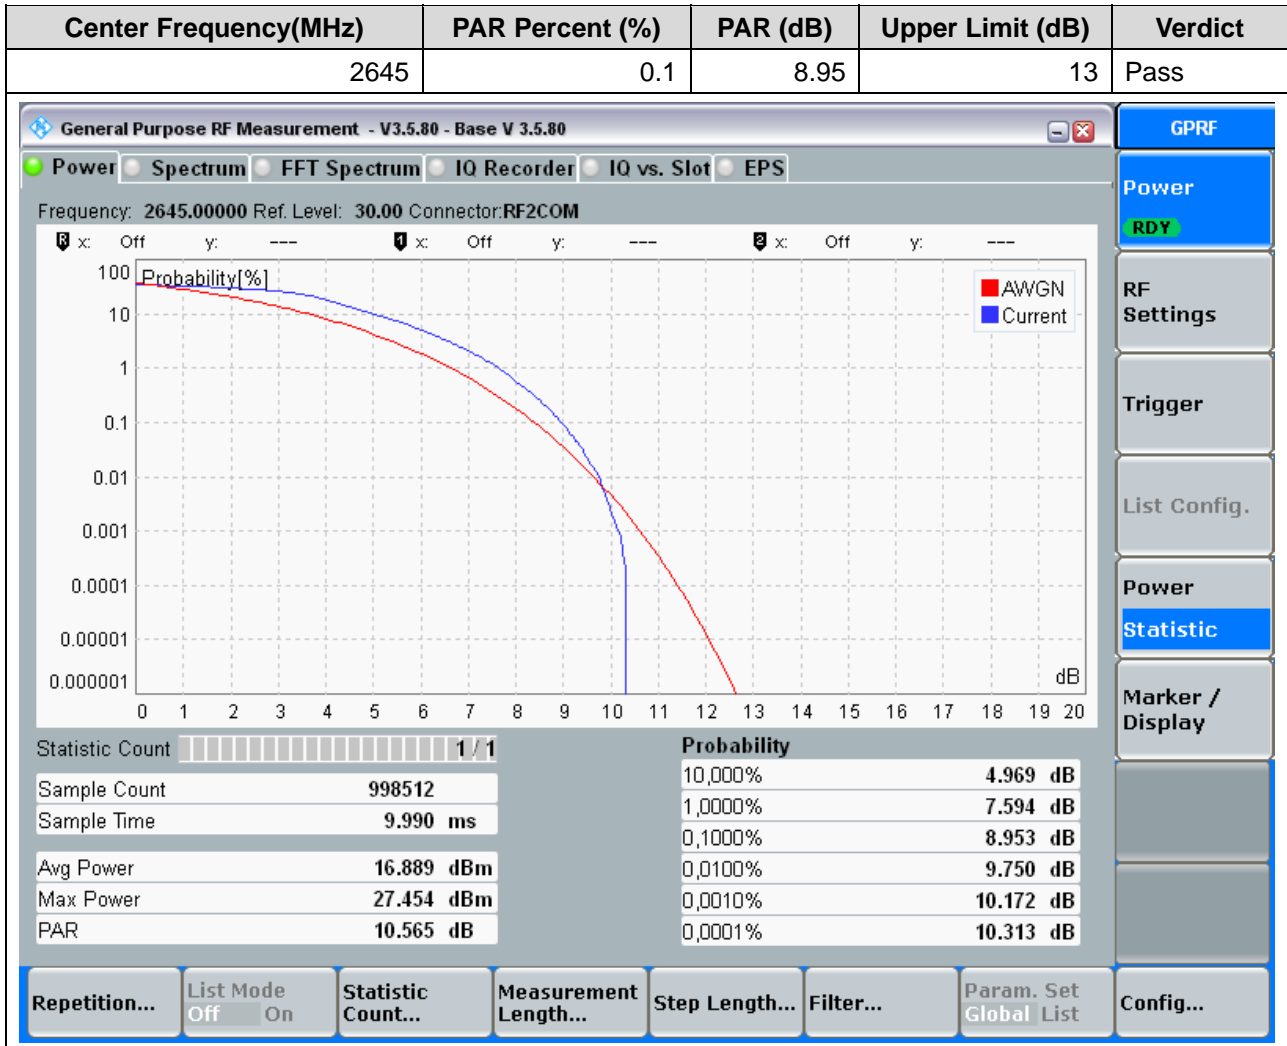 Center Frequency(MHz) PAR Percent (%) PAR (dB) Upper Limit (dB) Verdict
2645 0.1 8.95 13 Pass
General Purpose RF Measurement - V3.5.80 - Base V 3.5.80
GPRF
Power Spectrum FFT Spectrum IQ Recorder IQ vs. Slot EPS
Frequency: 2645.00000 Ref. Level: 30.00 Connector:RF2COM
R x: Off y: --- 1 x: Off y: --- 2 x: Off y: ---
Probability[%]
100
10
1
0.1
0.01
0.001
0.0001
0.00001
0.000001
AWGN
Current
dB
0 1 2 3 4 5 6 7 8 9 10 11 12 13 14 15 16 17 18 19 20
Statistic Count 1 / 1
Sample Count 998512
Sample Time 9.990 ms
Avg Power 16.889 dBm
Max Power 27.454 dBm
PAR 10.565 dB
Probability
10,000% 4.969 dB
1,0000% 7.594 dB
0,1000% 8.953 dB
0,0100% 9.750 dB
0,0010% 10.172 dB
0,0001% 10.313 dB
Power
RDY
RF
Settings
Trigger
List Config.
Power
Statistic
Marker /
Display
Repetition...
List Mode
Off On
Statistic
Count...
Measurement
Length...
Step Length...
Filter...
Param. Set
Global List
Config...